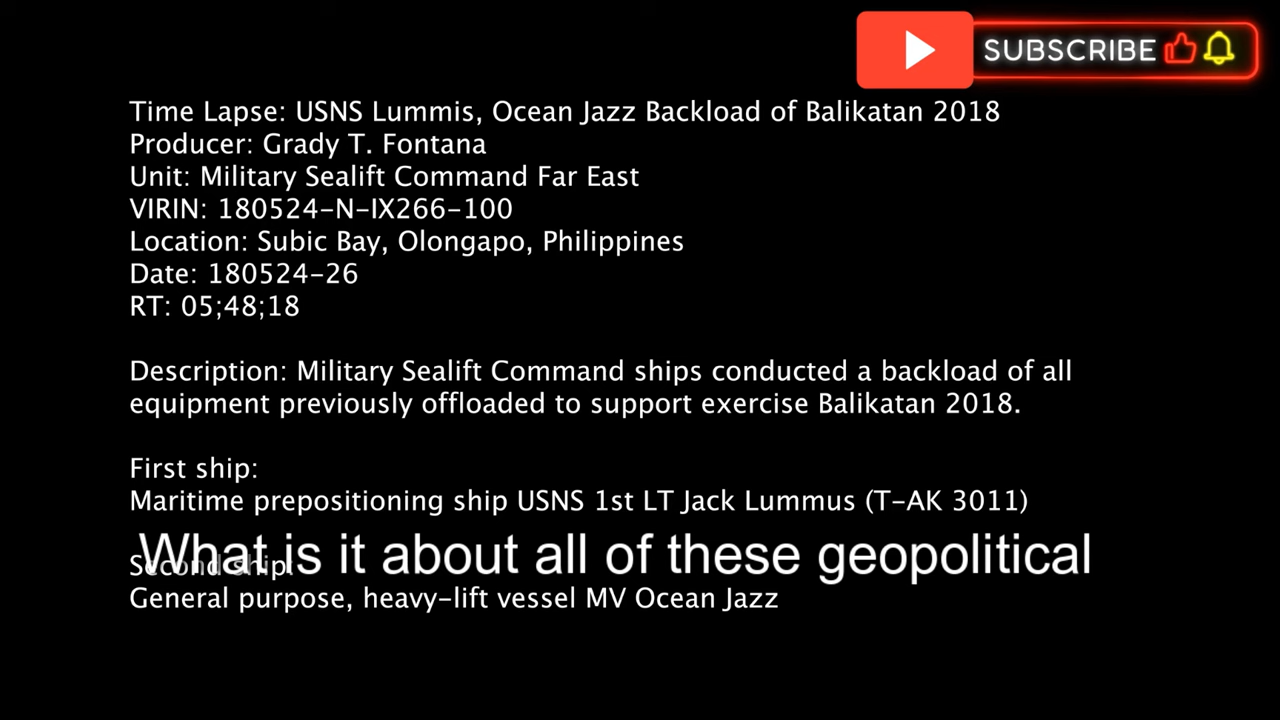 SUBSCRIBE
Time Lapse: USNS Lummis, Ocean Jazz Backload of Balikatan 2018
Producer: Grady T. Fontana
Unit: Military Sealift Command Far East
VIRIN: 180524-N-IX266-100
Location: Subic Bay, Olongapo, Philippines
Date: 180524-26
RT: 05;48;18
Description: Military Sealift Command ships conducted a backload of all
equipment previously offloaded to support exercise Balikatan 2018.
First ship:
Maritime prepositioning ship USNS 1st LT Jack Lummus (T-AK 3011)
What is it about all of these geopolitical
Second ship:
General purpose, heavy-lift vessel MV Ocean Jazz